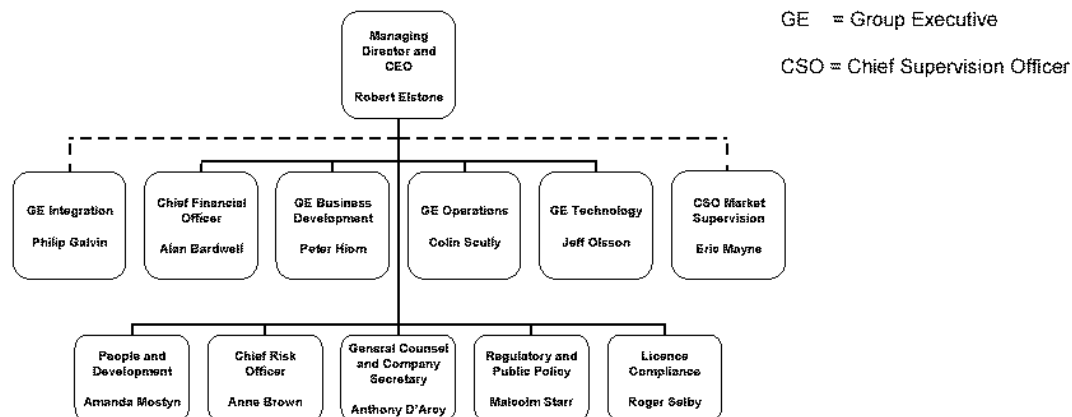 GE = Group Executive
CSO = Chief Supervision Officer
Managing
Director and
CEO
Robert Elstone
GE Integration
Philip Galvin
Chief Financial
Officer
Alan Bardwell
GE Business
Development
Peter Hiom
GE Operations
Colin Scully
GE Technology
Jeff Olsson
CSO Market
Supervision
Eric Mayne
People and
Development
Amanda Mostyn
Chief Risk
Officer
Anne Brown
General Counsel
and Company
Secretary
Anthony D'Arcy
Regulatory and
Public Policy
Malcolm Starr
Licence
Compliance
Roger Selby